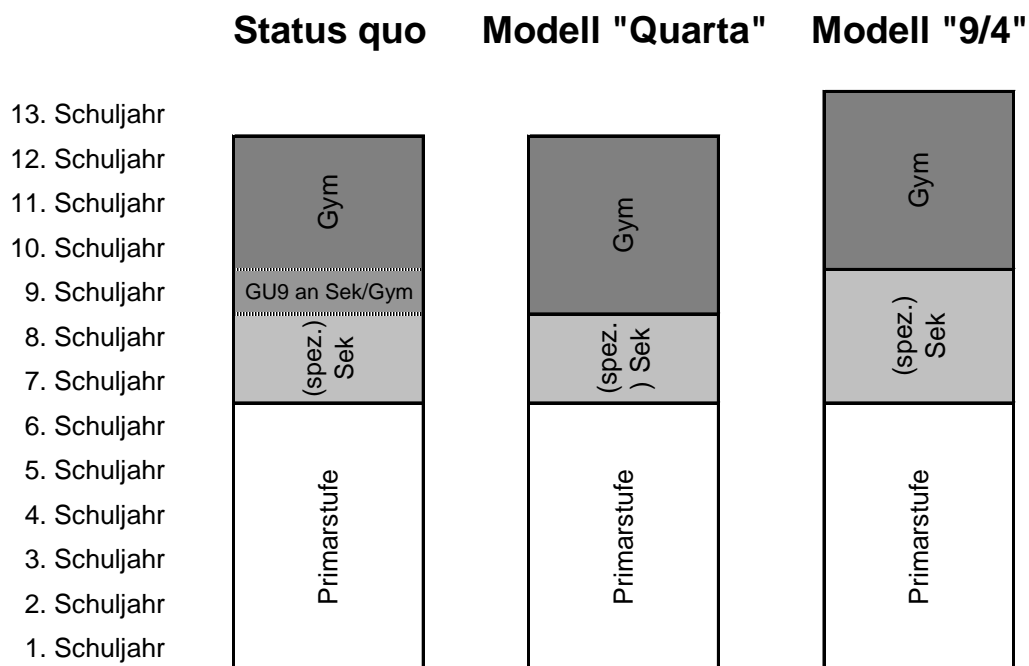 Status quo Modell "Quarta" Modell "9/4"
13. Schuljahr
12. Schuljahr
11. Schuljahr
10. Schuljahr
9. Schuljahr
8. Schuljahr
7. Schuljahr
6. Schuljahr
5. Schuljahr
4. Schuljahr
3. Schuljahr
2. Schuljahr
1. Schuljahr
Gym
GU9 an Sek/Gym
(spez.)
Sek
Primarstufe
Gym
(spez.
) Sek
Primarstufe
Gym
(spez.)
Sek
Primarstufe